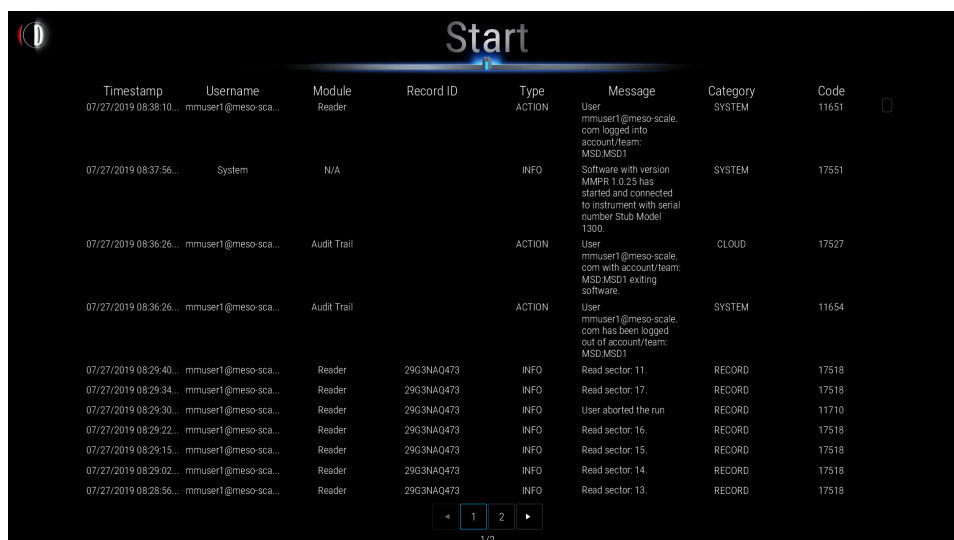 D
Start
Timestamp Username Module Record ID Type Message Category Code
07/27/2019 08:38:10... mmuser1@meso-sca... Reader ACTION User SYSTEM 11651
mmuser1@meso-scale.
com logged into
account/team:
MSD:MSD1
07/27/2019 08:37:56... System N/A INFO Software with version SYSTEM 17551
MMPR 1.0.25 has
started and connected
to instrument with serial
number Stub Model
1300.
07/27/2019 08:36:26... mmuser1@meso-sca... Audit Trail ACTION User CLOUD 17527
mmuser1@meso-scale.
com with account/team:
MSD:MSD1 exiting
software.
07/27/2019 08:36:26... mmuser1@meso-sca... Audit Trail ACTION User SYSTEM 11654
mmuser1@meso-scale.
com has been logged
out of account/team:
MSD:MSD1
07/27/2019 08:29:40... mmuser1@meso-sca... Reader 29G3NAQ473 INFO Read sector: 11. RECORD 17518
07/27/2019 08:29:34... mmuser1@meso-sca... Reader 29G3NAQ473 INFO Read sector: 17. RECORD 17518
07/27/2019 08:29:30... mmuser1@meso-sca... Reader 29G3NAQ473 INFO User aborted the run RECORD 11710
07/27/2019 08:29:22... mmuser1@meso-sca... Reader 29G3NAQ473 INFO Read sector: 16. RECORD 17518
07/27/2019 08:29:15... mmuser1@meso-sca... Reader 29G3NAQ473 INFO Read sector: 15. RECORD 17518
07/27/2019 08:29:02... mmuser1@meso-sca... Reader 29G3NAQ473 INFO Read sector: 14. RECORD 17518
07/27/2019 08:28:56... mmuser1@meso-sca... Reader 29G3NAQ473 INFO Read sector: 13. RECORD 17518
1 2
1/2